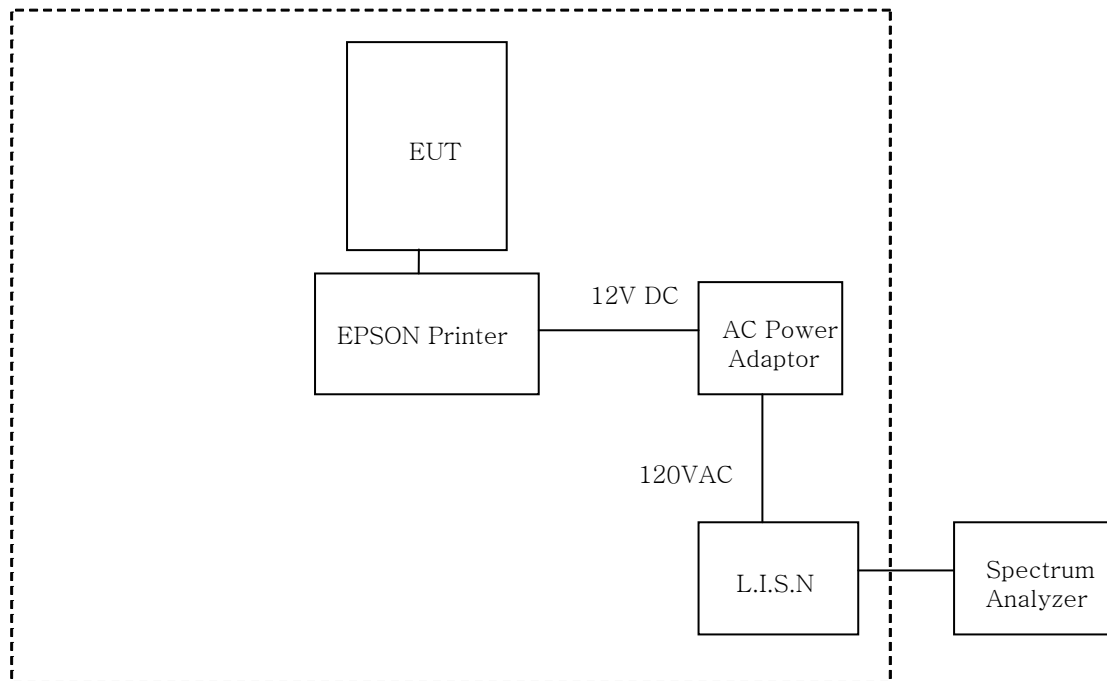 EUT
12V DC
EPSON Printer
AC Power
Adaptor
120VAC
L.I.S.N
Spectrum
Analyzer